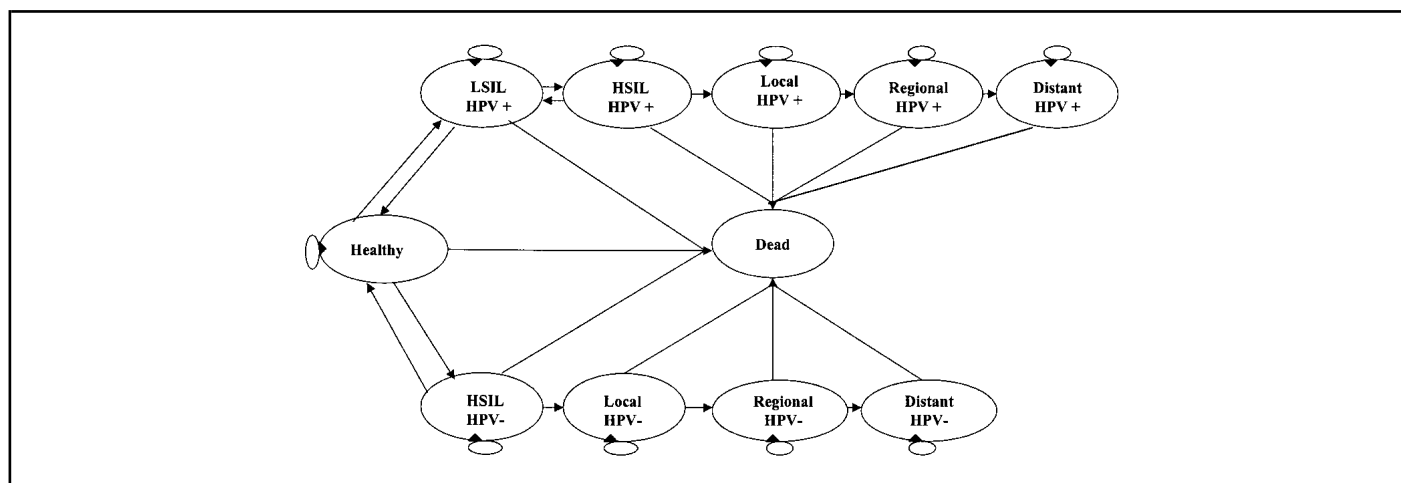 LSIL
HPV +
HSIL
HPV +
Local
HPV +
Regional
HPV +
Distant
HPV +
Healthy
Dead
HSIL
HPV-
Local
HPV-
Regional
HPV-
Distant
HPV-